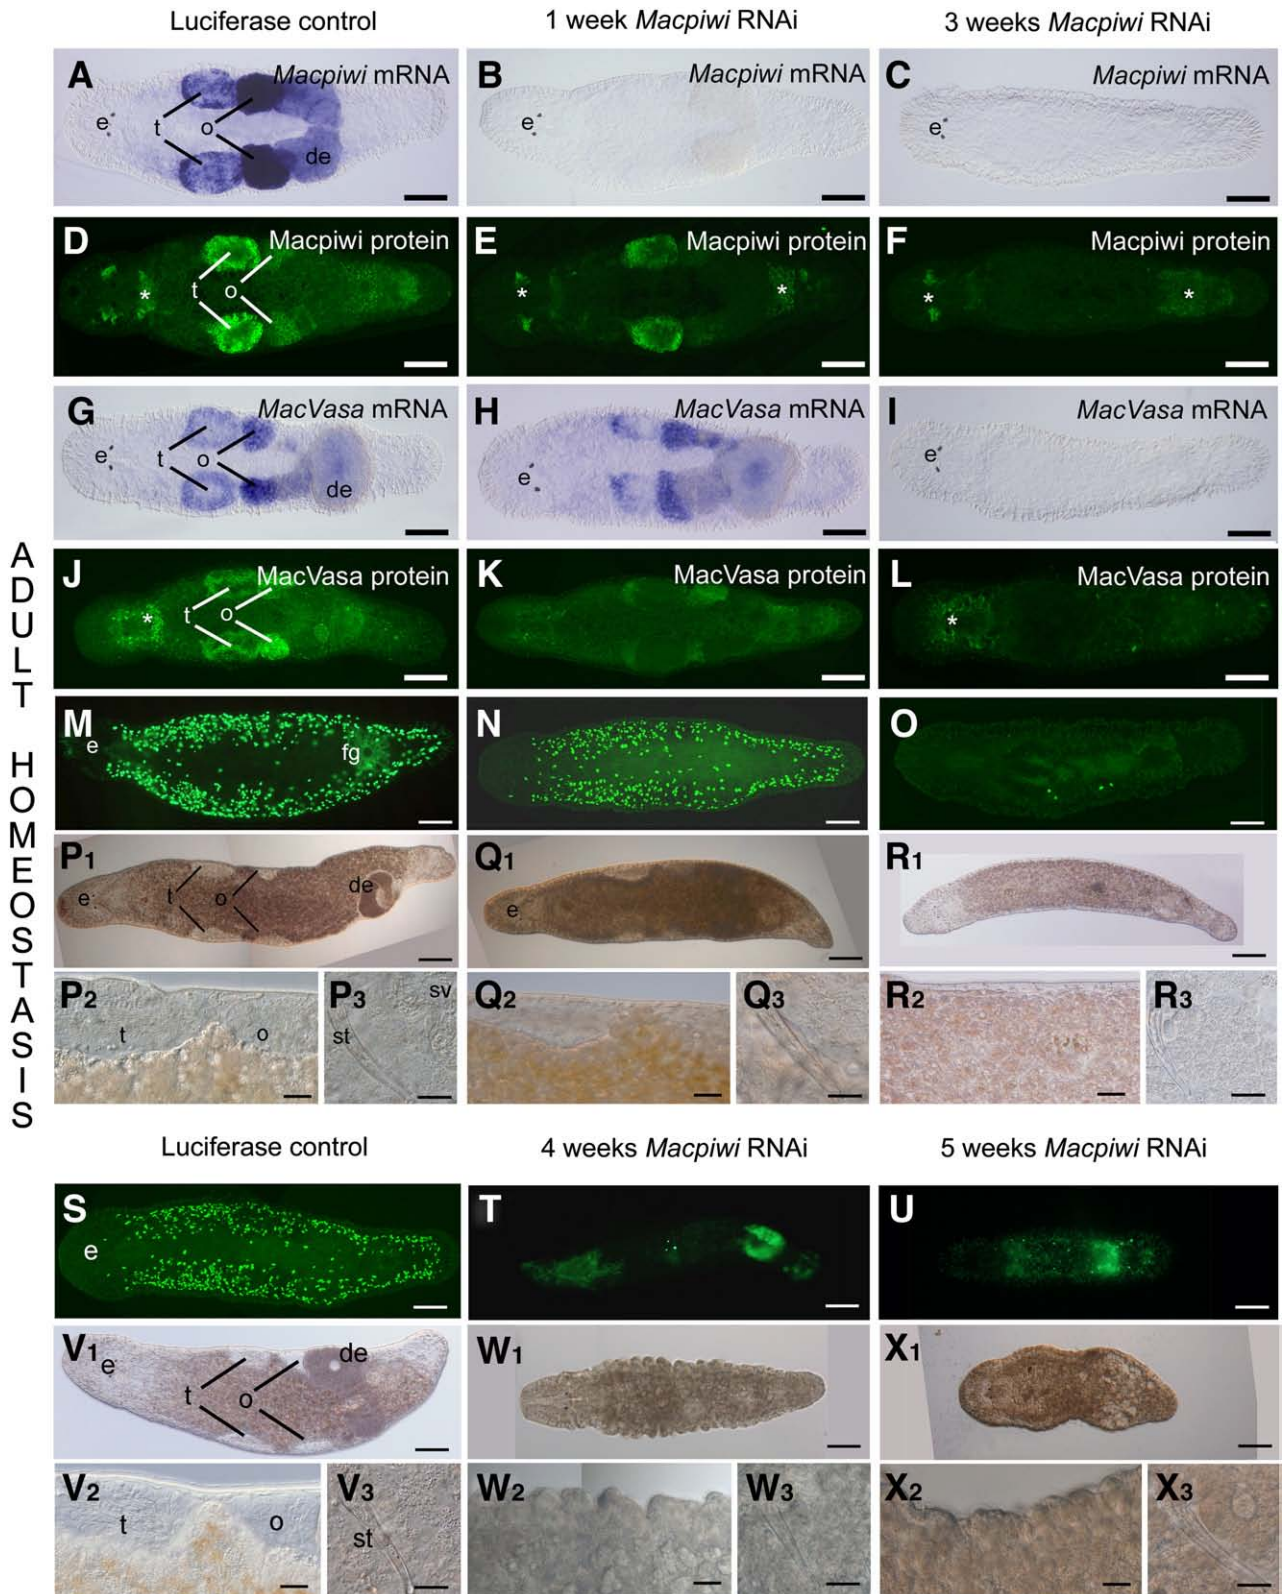 Luciferase control
1 week Macpiwi RNAi
3 weeks Macpiwi RNAi
A
Macpiwi mRNA
e
t
o
de
B
Macpiwi mRNA
e
C
Macpiwi mRNA
e
D
Macpiwi protein
*
t
o
E
Macpiwi protein
*
*
F
Macpiwi protein
*
*
G
MacVasa mRNA
e
t
o
de
H
MacVasa mRNA
e
I
MacVasa mRNA
e
J
MacVasa protein
*
t
o
K
MacVasa protein
L
MacVasa protein
*
M
e
fg
N
O
P1
e
t
o
de
Q1
e
R1
P2
t
o
P3
sv
st
Q2
Q3
R2
R3
ADULT HOMEOSTASIS
Luciferase control
4 weeks Macpiwi RNAi
5 weeks Macpiwi RNAi
S
e
T
U
V1
e
t
o
de
W1
X1
V2
t
o
V3
st
W2
W3
X2
X3